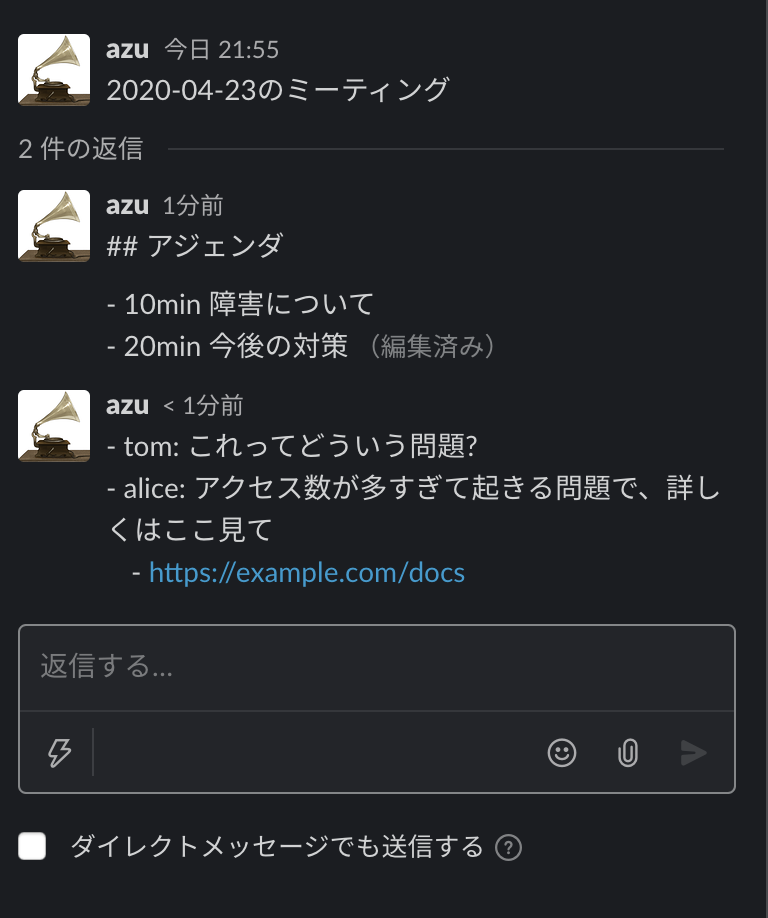 azu 今日 21:55
2020-04-23のミーティング
2 件の返信
azu 1分前
## アジェンダ
- 10min 障害について
- 20min 今後の対策 （編集済み）
azu < 1分前
- tom: これってどういう問題?
- alice: アクセス数が多すぎて起きる問題で、詳し
くはここ見て
- https://example.com/docs
返信する...
ダイレクトメッセージでも送信する ?